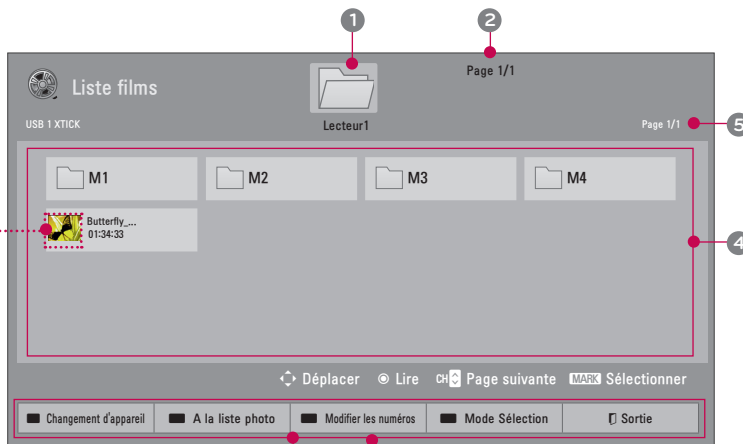 1
2
Page 1/1
Liste films
USB 1 XTICK
Lecteur1
Page 1/1
5
M1
M2
M3
M4
Butterfly_...
01:34:33
4
Déplacer
Lire
CH
Page suivante
MARK
Sélectionner
Changement d'appareil
A la liste photo
Modifier les numéros
Mode Sélection
Sortie